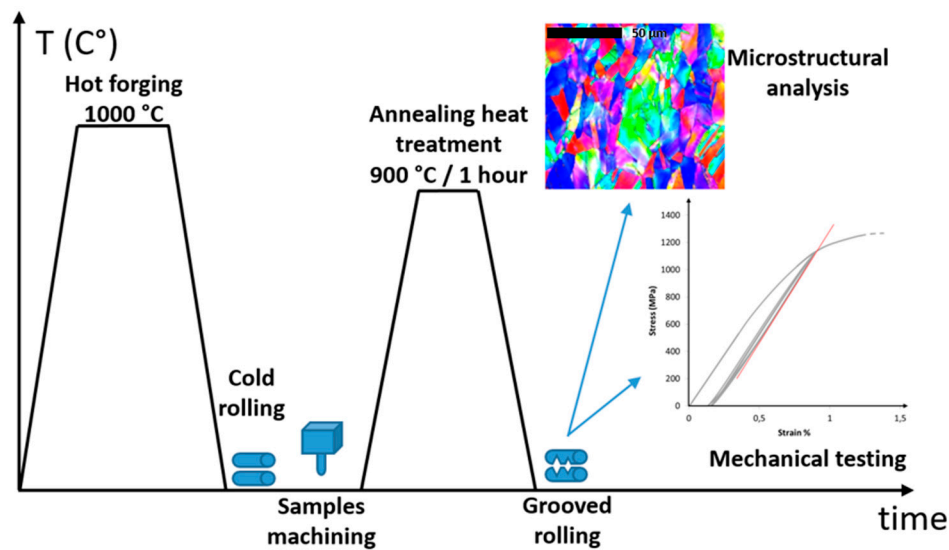 T (C°)
Hot forging
1000 °C
Annealing heat
treatment
900 °C / 1 hour
50 µm
Microstructural
analysis
Cold
rolling
Samples
machining
Grooved
rolling
1400
1200
1000
800
600
400
200
0
Stress (MPa)
0
0,5
1
1,5
Strain %
Mechanical testing
time